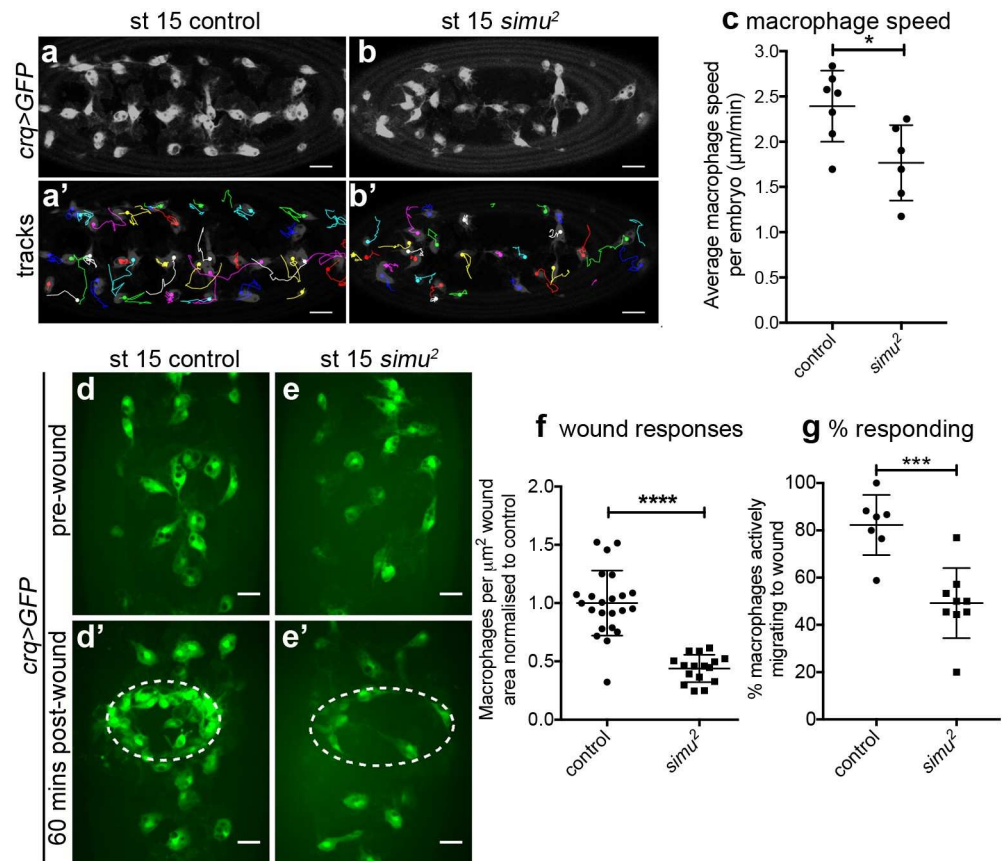 st 15 control
st 15 simu²
crq>GFP
a
b
tracks
a’
b’
c macrophage speed
*
Average macrophage speed
per embryo (µm/min)
3.0
2.5
2.0
1.5
1.0
0.5
0.0
control
simu²
st 15 control
st 15 simu²
crq>GFP
pre-wound
d
e
60 mins post-wound
d’
e’
f wound responses
****
Macrophages per µm² wound
area normalised to control
2.0
1.5
1.0
0.5
0.0
control
simu²
g % responding
***
% macrophages actively
migrating to wound
100
80
60
40
20
0
control
simu²